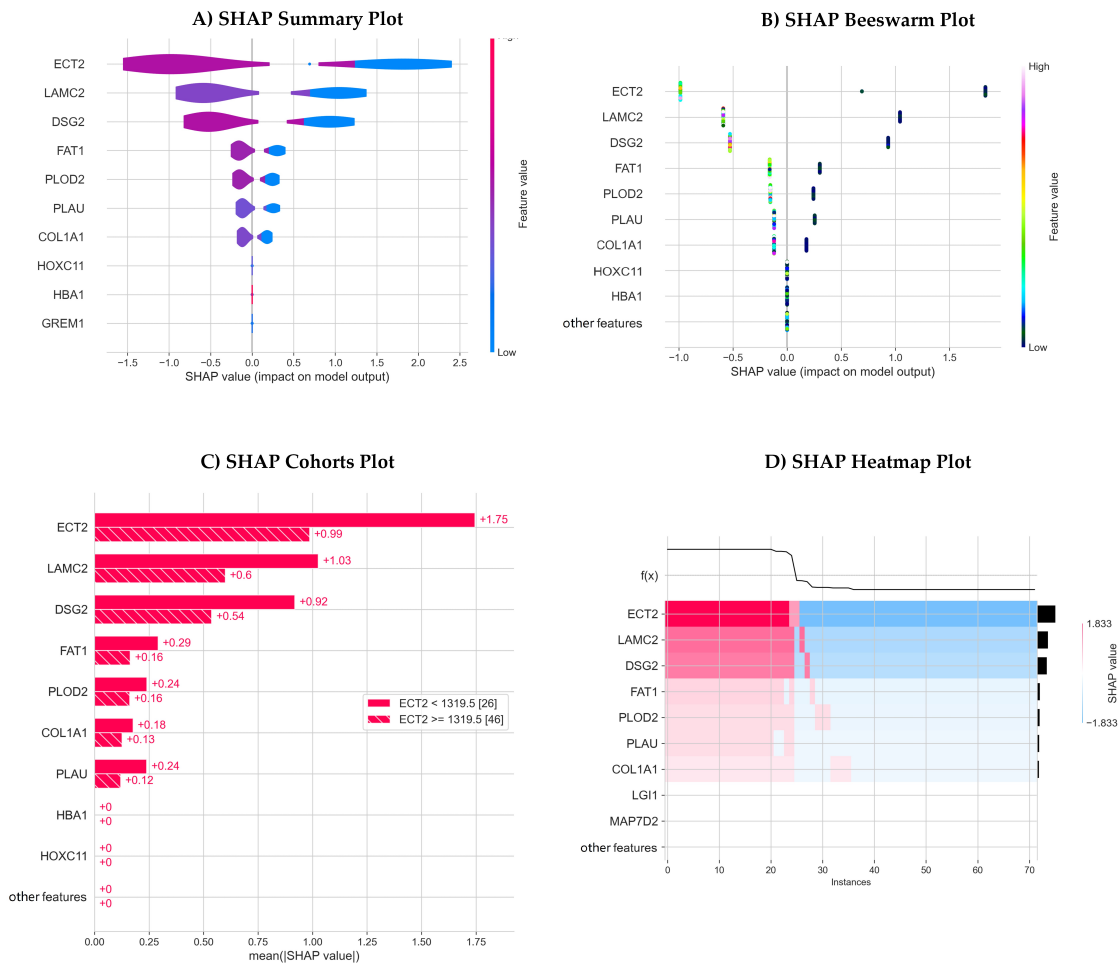 A) SHAP Summary Plot
High
ECT2
LAMC2
DSG2
FAT1
PLOD2
PLAU
COL1A1
HOXC11
HBA1
GREM1
−1.5 −1.0 −0.5 0.0 0.5 1.0 1.5 2.0 2.5
SHAP value (impact on model output)
Low
Feature value
B) SHAP Beeswarm Plot
High
ECT2
LAMC2
DSG2
FAT1
PLOD2
PLAU
COL1A1
HOXC11
HBA1
other features
−1.0 −0.5 0.0 0.5 1.0 1.5
SHAP value (impact on model output)
Low
Feature value
C) SHAP Cohorts Plot
ECT2 +1.75
+0.99
LAMC2 +1.03
+0.6
DSG2 +0.92
+0.54
FAT1 +0.29
+0.16
PLOD2 +0.24
+0.16
COL1A1 +0.18
+0.13
PLAU +0.24
+0.12
HBA1 +0
+0
HOXC11 +0
+0
other features +0
+0
ECT2 < 1319.5 [26]
ECT2 >= 1319.5 [46]
0.00 0.25 0.50 0.75 1.00 1.25 1.50 1.75
mean(|SHAP value|)
D) SHAP Heatmap Plot
f(x)
ECT2
LAMC2
DSG2
FAT1
PLOD2
PLAU
COL1A1
LGI1
MAP7D2
other features
0 10 20 30 40 50 60 70
Instances
1.833
−1.833
SHAP value